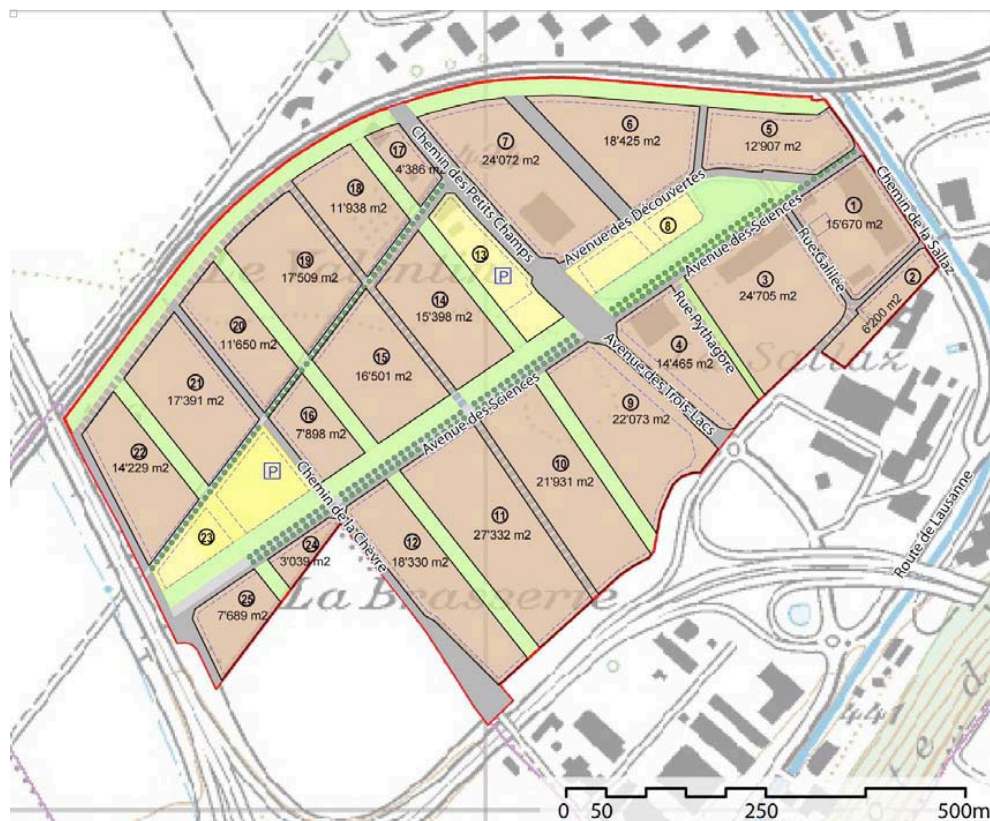 17
4'386 m2
Chemin des Petits Champs
7
24'072 m2
6
18'425 m2
5
12'907 m2
Chemin de la Sallaz
18
11'938 m2
Avenue des Découvertes
8
Avenue des Sciences
1
15'670 m2
Rue Galilée
2
6'200 m2
19
17'509 m2
13
P
3
24'705 m2
14
15'398 m2
Rue Pythagore
20
11'650 m2
15
16'501 m2
4
14'465 m2
Sallax
Avenue des Trois Lacs
21
17'391 m2
16
7'898 m2
Avenue des Sciences
9
22'073 m2
22
14'229 m2
P
10
21'931 m2
Chemin de la Chèvre
11
27'332 m2
12
18'330 m2
23
24
3'039 m2
Route de Lausanne
La Brasserie
25
7'689 m2
441
0 50 250 500m